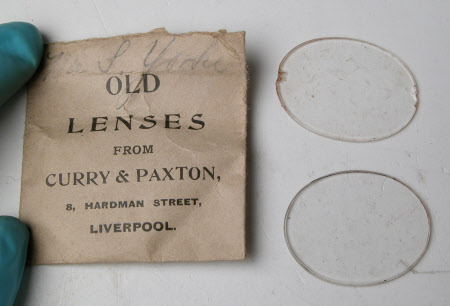 OLD
LENSES
FROM
CURRY & PAXTON,
8, HARDMAN STREET,
LIVERPOOL.